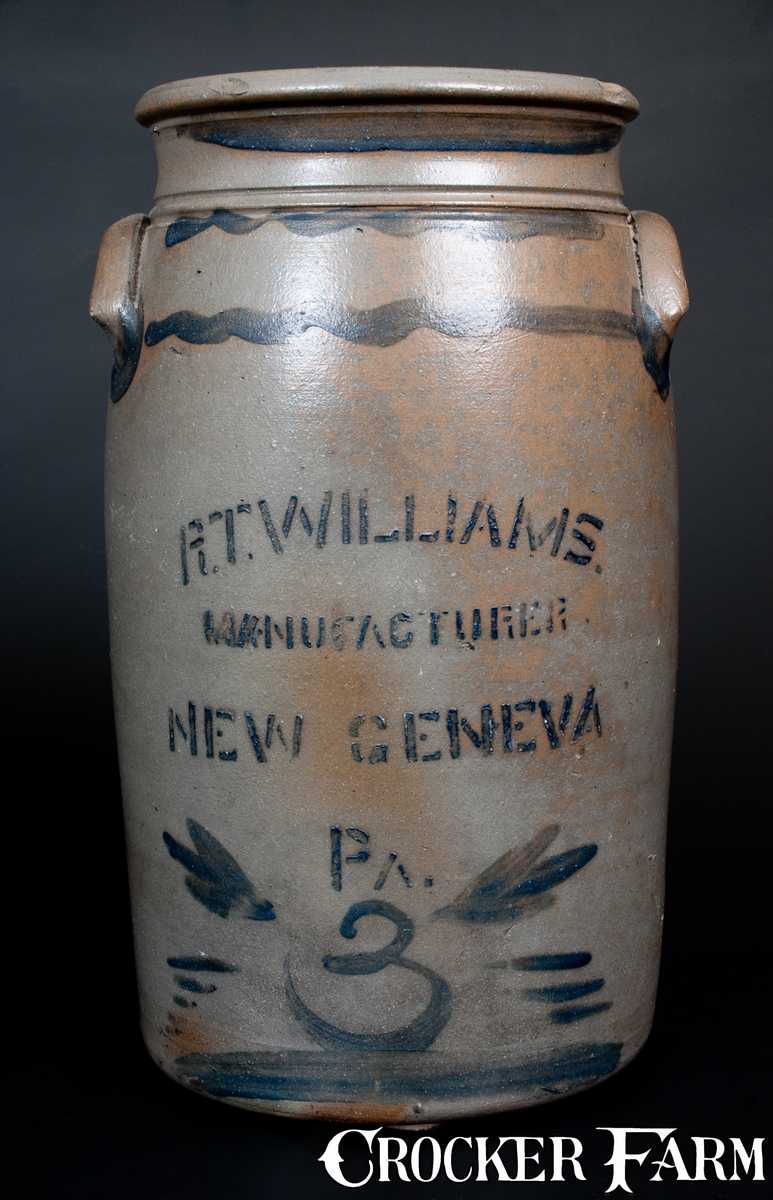 R.T. WILLIAMS.
MANUFACTURER.
NEW GENEVA
PA.
3
CROCKER FARM